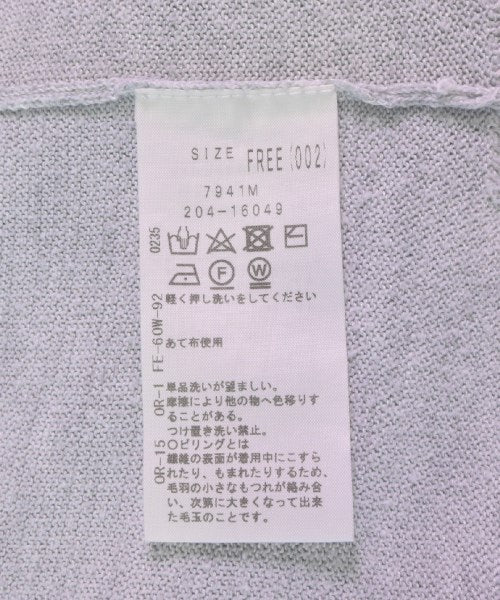 SIZE FREE(002)
7941M
204-16049
軽く押し洗いをしてください
あて布使用
単品洗いが望ましい。
摩擦により他の物へ色移りす
ることがある。
つけ置き洗い禁止。
〇ピリングとは
繊維の表面が着用中にこすら
れたり、もまれたりするため、
毛羽の小さなもつれが絡み合
い、次第に大きくなって出来
た毛玉のことです。
OR-15 OR-1 FE-60W-92 0235